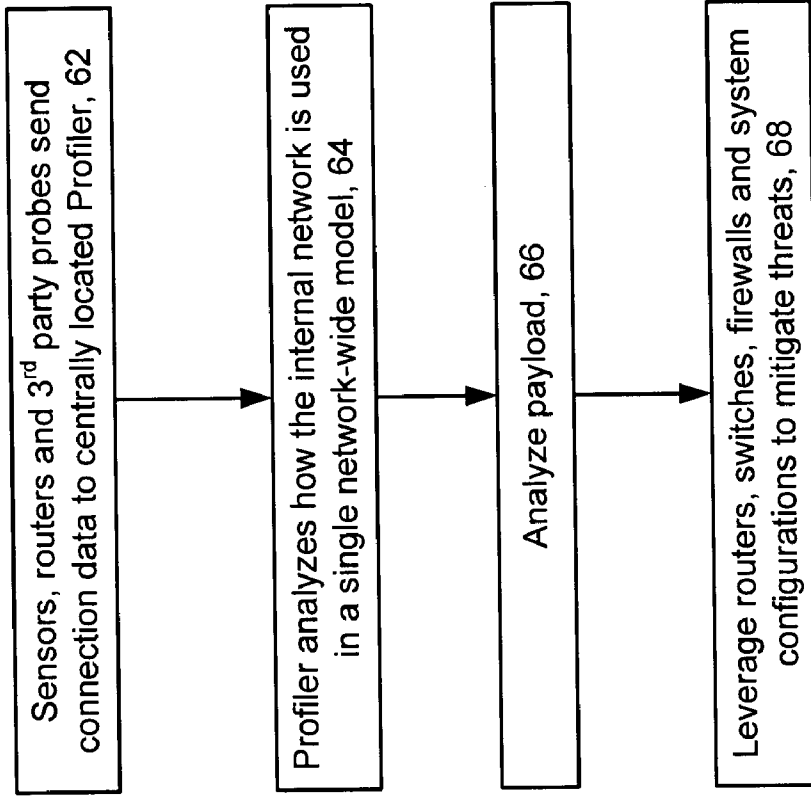 Sensors, routers and 3rd party probes send
connection data to centrally located Profiler, 62
Profiler analyzes how the internal network is used
in a single network-wide model, 64
Analyze payload, 66
Leverage routers, switches, firewalls and system
configurations to mitigate threats, 68